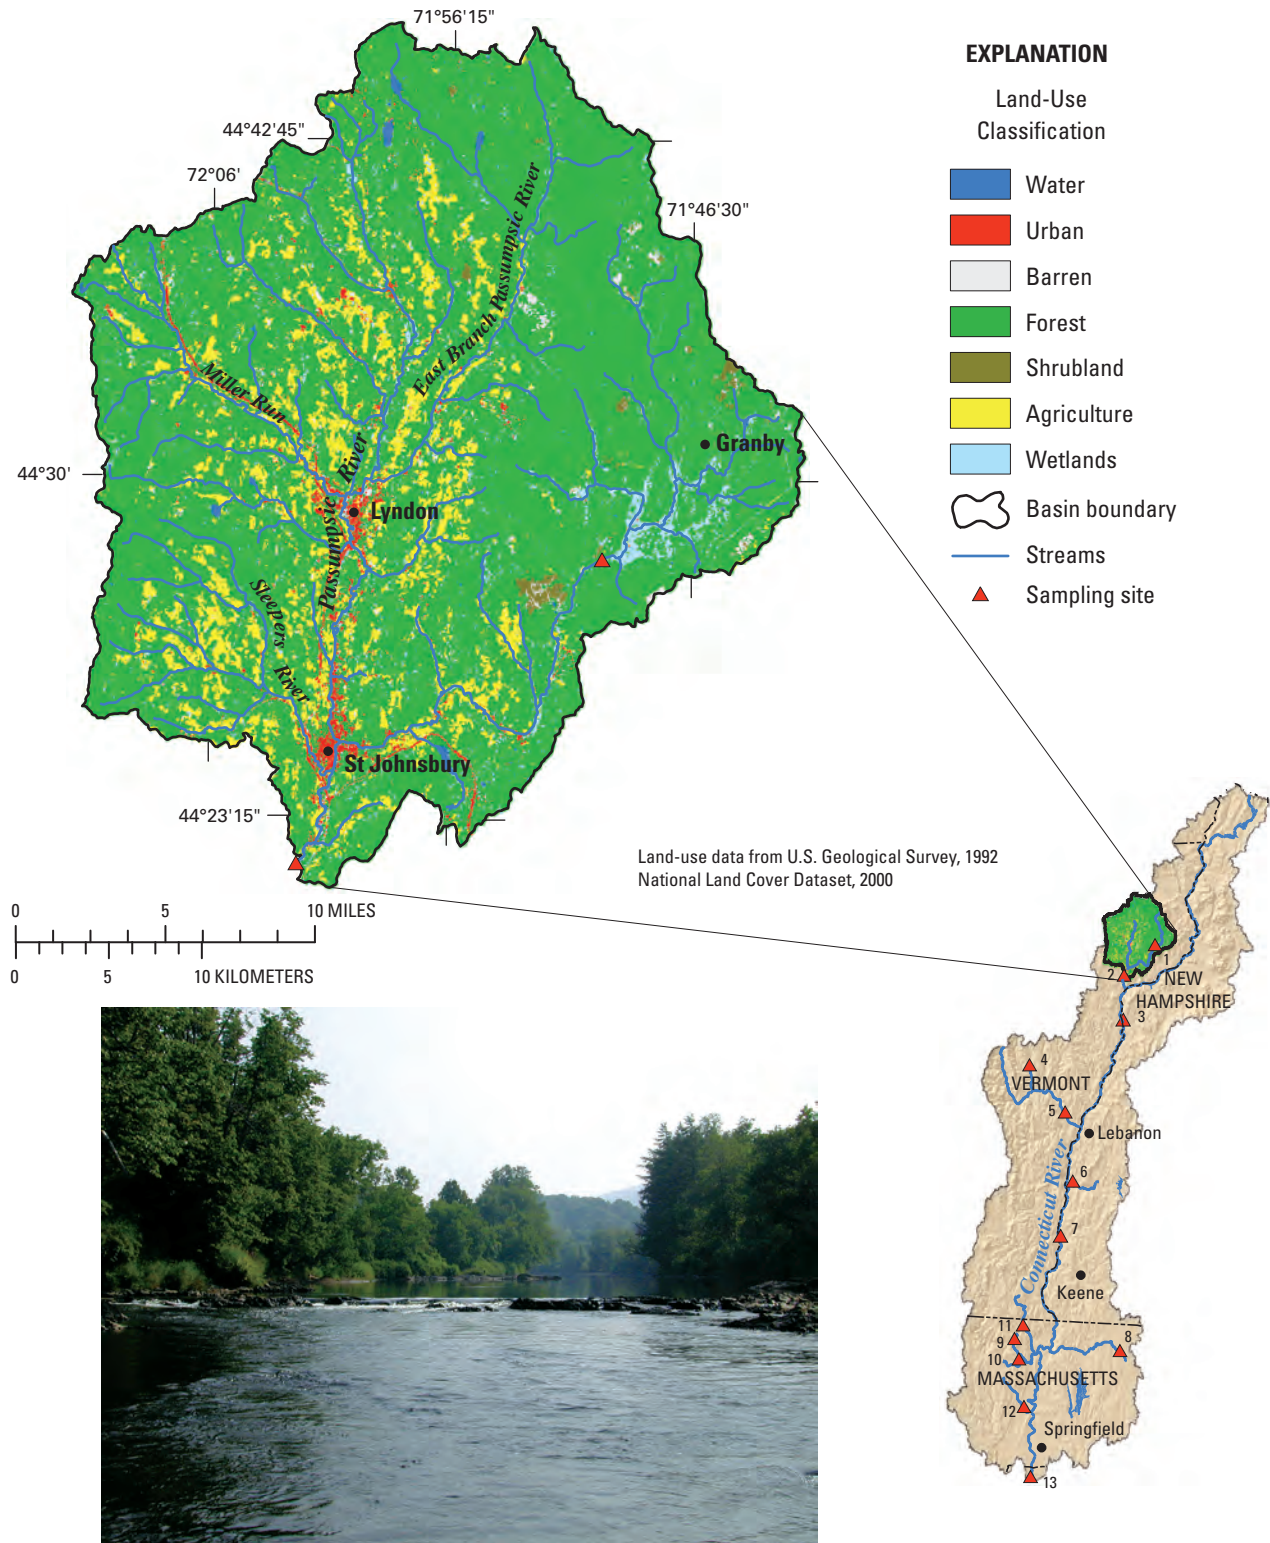 71°56'15"
44°42'45"
72°06'
71°46'30"
44°30'
44°23'15"
East Branch Passumpsic River
Miller Run
Passumpsic River
Sleepers River
Granby
Lyndon
St Johnsbury
EXPLANATION
Land-Use
Classification
Water
Urban
Barren
Forest
Shrubland
Agriculture
Wetlands
Basin boundary
Streams
Sampling site
Land-use data from U.S. Geological Survey, 1992
National Land Cover Dataset, 2000
0 5 10 MILES
0 5 10 KILOMETERS
1
2
NEW
HAMPSHIRE
3
4
VERMONT
5
Lebanon
6
Connecticut River
7
Keene
11
9
8
10
MASSACHUSETTS
12
Springfield
13